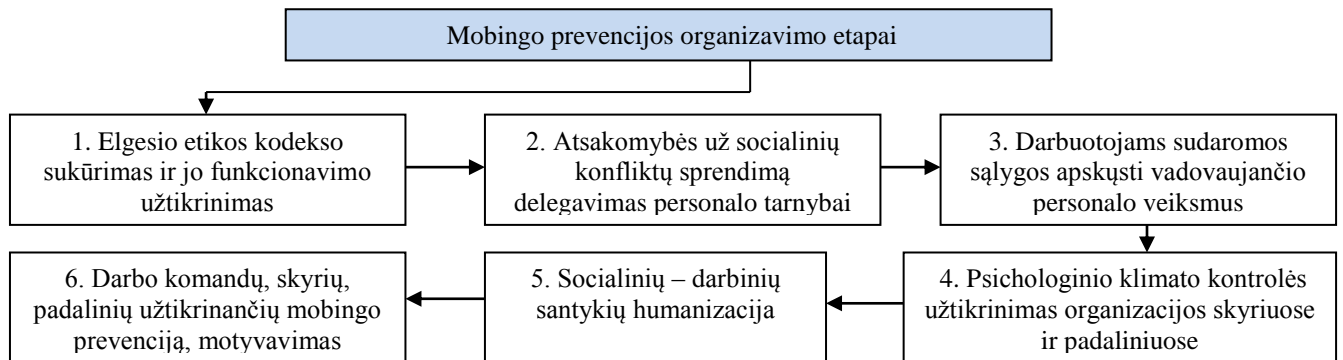 Mobingo prevencijos organizavimo etapai
1. Elgesio etikos kodekso
sukūrimas ir jo funkcionavimo
užtikrinimas
2. Atsakomybės už socialinių
konfliktų sprendimą
delegavimas personalo tarnybai
3. Darbuotojams sudaromos
sąlygos apskųsti vadovaujančio
personalo veiksmus
4. Psichologinio klimato kontrolės
užtikrinimas organizacijos skyriuose
ir padaliniuose
5. Socialinių – darbinių
santykių humanizacija
6. Darbo komandų, skyrių,
padalinių užtikrinančių mobingo
prevenciją, motyvavimas